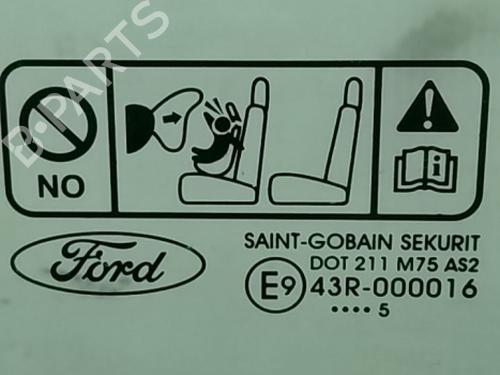 B-PARTS
NO
i
Ford
SAINT-GOBAIN SEKURIT
DOT 211 M75 AS2
E9 43R-000016
•••• 5